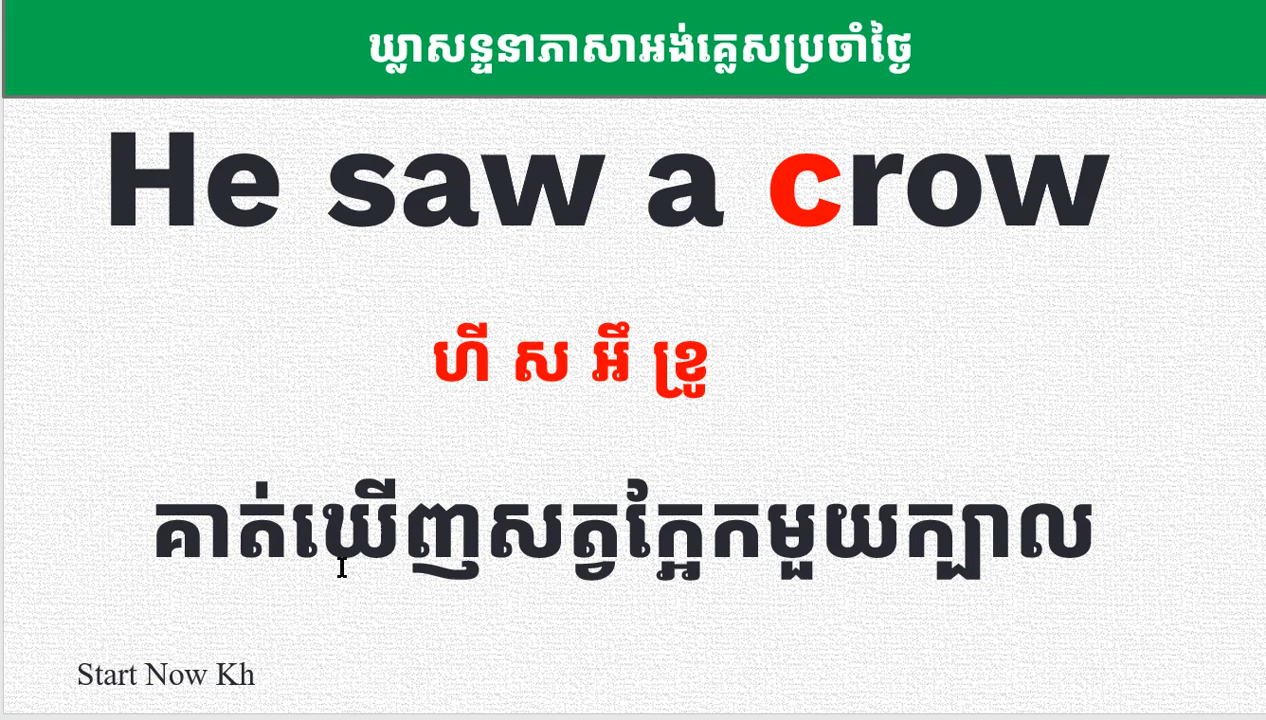 ឃ្លាសន្ទនាភាសាអង់គ្លេសប្រចាំថ្ងៃ
He saw a crow
ហ៊ី ស អឹ ខ្រូ
គាត់ឃើញសត្វក្អែកមួយក្បាល
Start Now Kh